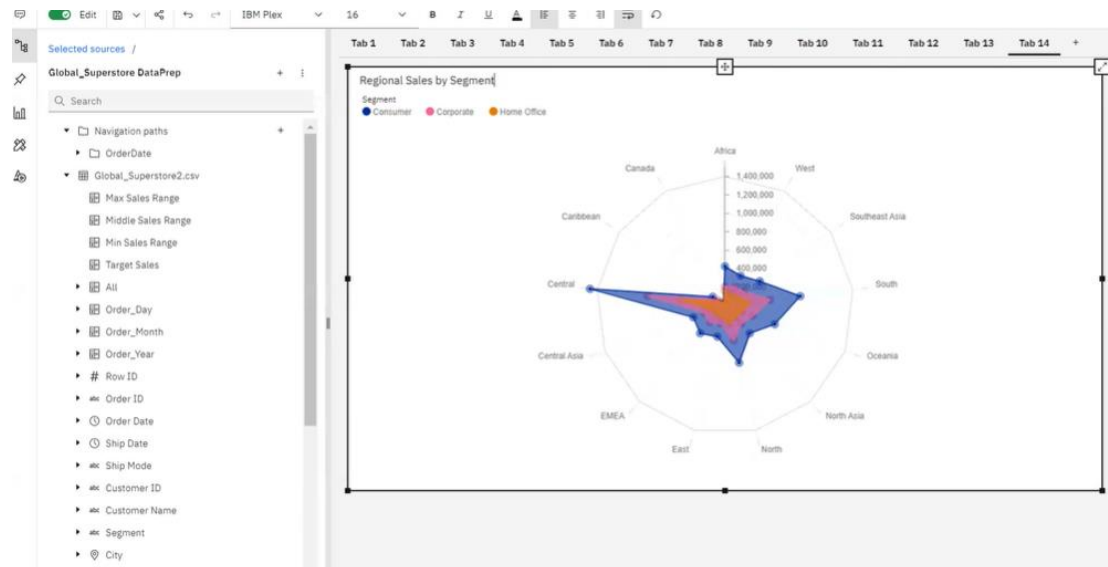 Edit IBM Plex 16 B I U A
Selected sources /
Global_Superstore DataPrep
Search
Navigation paths
OrderDate
Global_Superstore2.csv
Max Sales Range
Middle Sales Range
Min Sales Range
Target Sales
All
Order_Day
Order_Month
Order_Year
# Row ID
abc Order ID
Order Date
Ship Date
abc Ship Mode
abc Customer ID
abc Customer Name
abc Segment
City
Tab 1 Tab 2 Tab 3 Tab 4 Tab 5 Tab 6 Tab 7 Tab 8 Tab 9 Tab 10 Tab 11 Tab 12 Tab 13 Tab 14 +
Regional Sales by Segment
Segment
Consumer Corporate Home Office
Africa
Canada West
1,400,000
1,200,000
1,000,000
Caribbean Southeast Asia
800,000
600,000
400,000
Central South
Central Asia Oceania
EMEA North Asia
East North